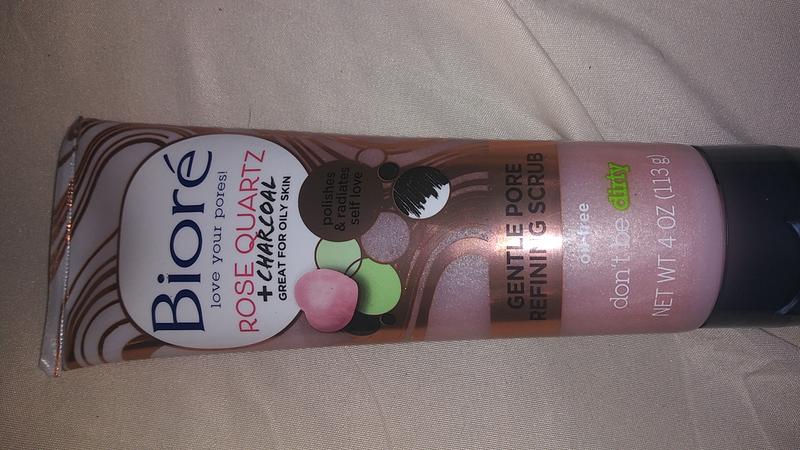 Bioré
love your pores!
ROSE QUARTZ
+ CHARCOAL
GREAT FOR OILY SKIN
polishes
& radiates
self love
GENTLE PORE
REFINING SCRUB
oil-free
don't be dirty
NET WT 4 OZ (113 g)